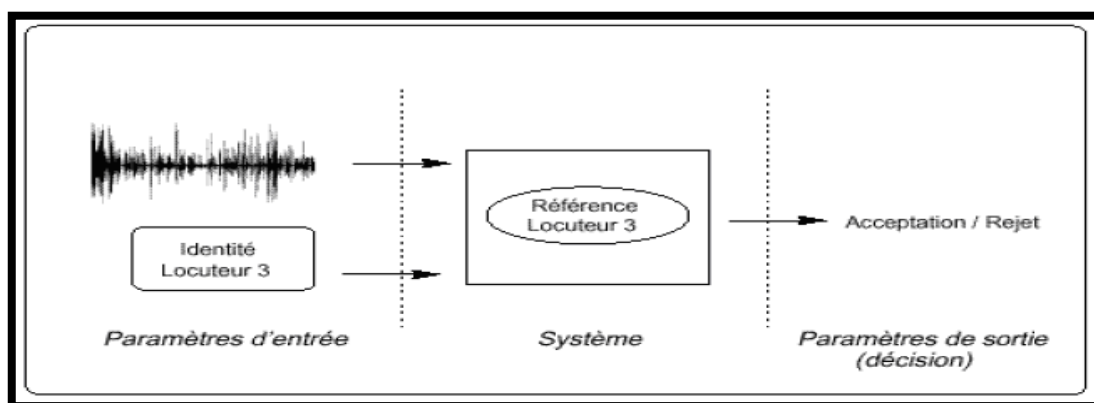 Identité
Locuteur 3
Référence
Locuteur 3
Acceptation / Rejet
Paramètres d'entrée
Système
Paramètres de sortie
(décision)